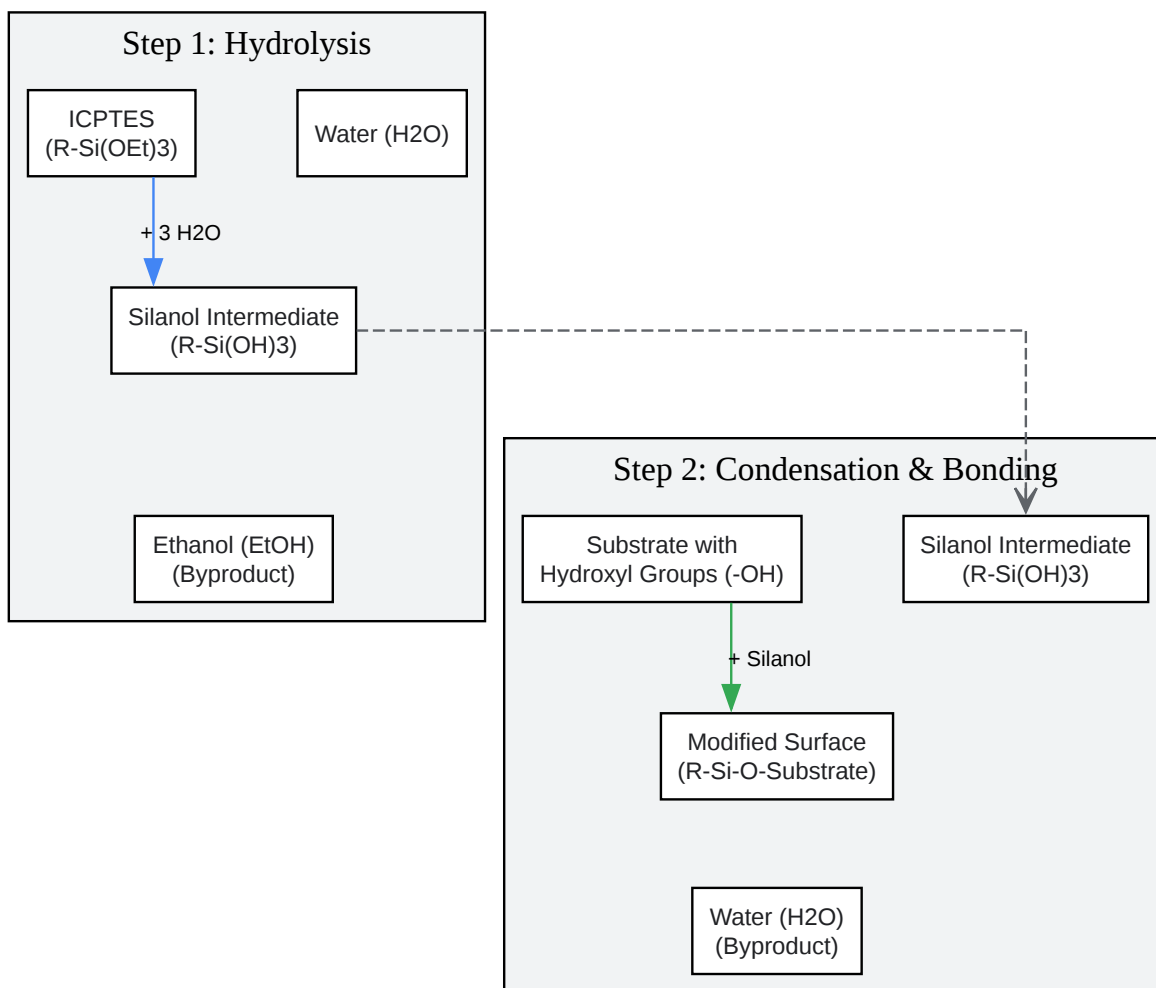 Step 1: Hydrolysis
ICPTES
(R-Si(OEt)3)
Water (H2O)
+ 3 H2O
Silanol Intermediate
(R-Si(OH)3)
Ethanol (EtOH)
(Byproduct)
Step 2: Condensation & Bonding
Substrate with
Hydroxyl Groups (-OH)
Silanol Intermediate
(R-Si(OH)3)
+ Silanol
Modified Surface
(R-Si-O-Substrate)
Water (H2O)
(Byproduct)